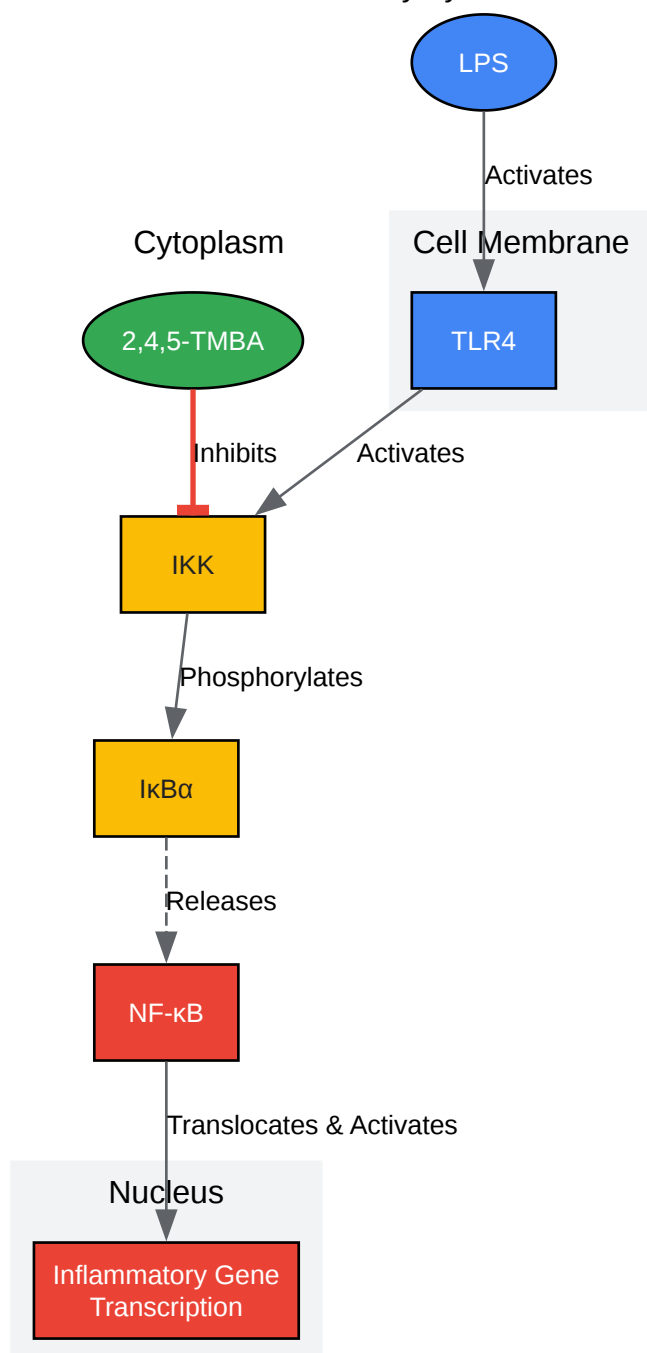 LPS
Activates
Cytoplasm
Cell Membrane
2,4,5-TMBA
TLR4
Inhibits
Activates
IKK
Phosphorylates
IκBα
Releases
NF-κB
Translocates & Activates
Nucleus
Inflammatory Gene
Transcription